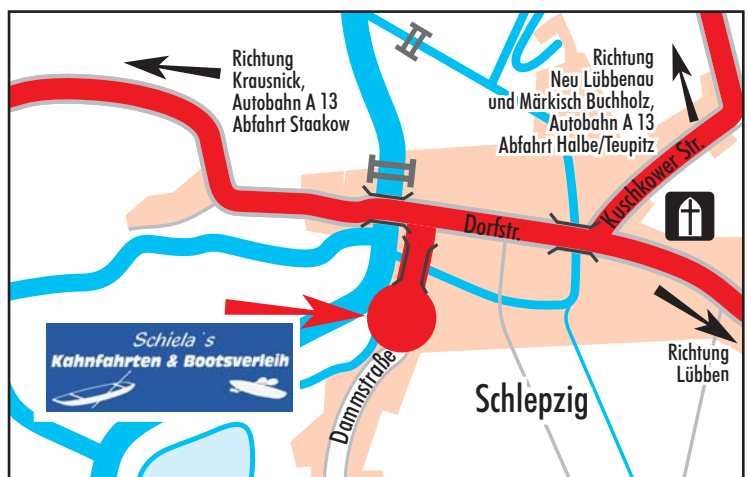 Richtung
Krausnick,
Autobahn A 13
Abfahrt Staakow
Richtung
Neu Lübbenau
und Märkisch Buchholz,
Autobahn A 13
Abfahrt Halbe/Teupitz
Kuschkower Str.
Dorfstr.
Schiela`s
Kahnfahrten & Bootsverleih
Dammstraße
Schlepzig
Richtung
Lübben